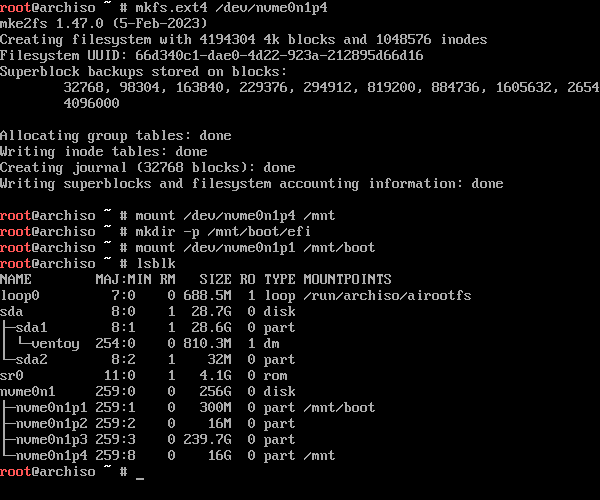 root@archiso ~ # mkfs.ext4 /dev/nvme0n1p4
mke2fs 1.47.0 (5-Feb-2023)
Creating filesystem with 4194304 4k blocks and 1048576 inodes
Filesystem UUID: 66d340c1-dae0-4d22-923a-212895d66d16
Superblock backups stored on blocks:
        32768, 98304, 163840, 229376, 294912, 819200, 884736, 1605632, 2654
        4096000

Allocating group tables: done
Writing inode tables: done
Creating journal (32768 blocks): done
Writing superblocks and filesystem accounting information: done

root@archiso ~ # mount /dev/nvme0n1p4 /mnt
root@archiso ~ # mkdir -p /mnt/boot/efi
root@archiso ~ # mount /dev/nvme0n1p1 /mnt/boot
root@archiso ~ # lsblk
NAME        MAJ:MIN RM   SIZE RO TYPE MOUNTPOINTS
loop0         7:0    0 688.5M  1 loop /run/archiso/airootfs
sda           8:0    1  28.7G  0 disk
├─sda1        8:1    1  28.6G  0 part
│ └─ventoy  254:0    0 810.3M  1 dm
└─sda2        8:2    1    32M  0 part
sr0          11:0    1   4.1G  0 rom
nvme0n1     259:0    0   256G  0 disk
├─nvme0n1p1 259:1    0   300M  0 part /mnt/boot
├─nvme0n1p2 259:2    0    16M  0 part
├─nvme0n1p3 259:3    0 239.7G  0 part
└─nvme0n1p4 259:8    0    16G  0 part /mnt
root@archiso ~ # _